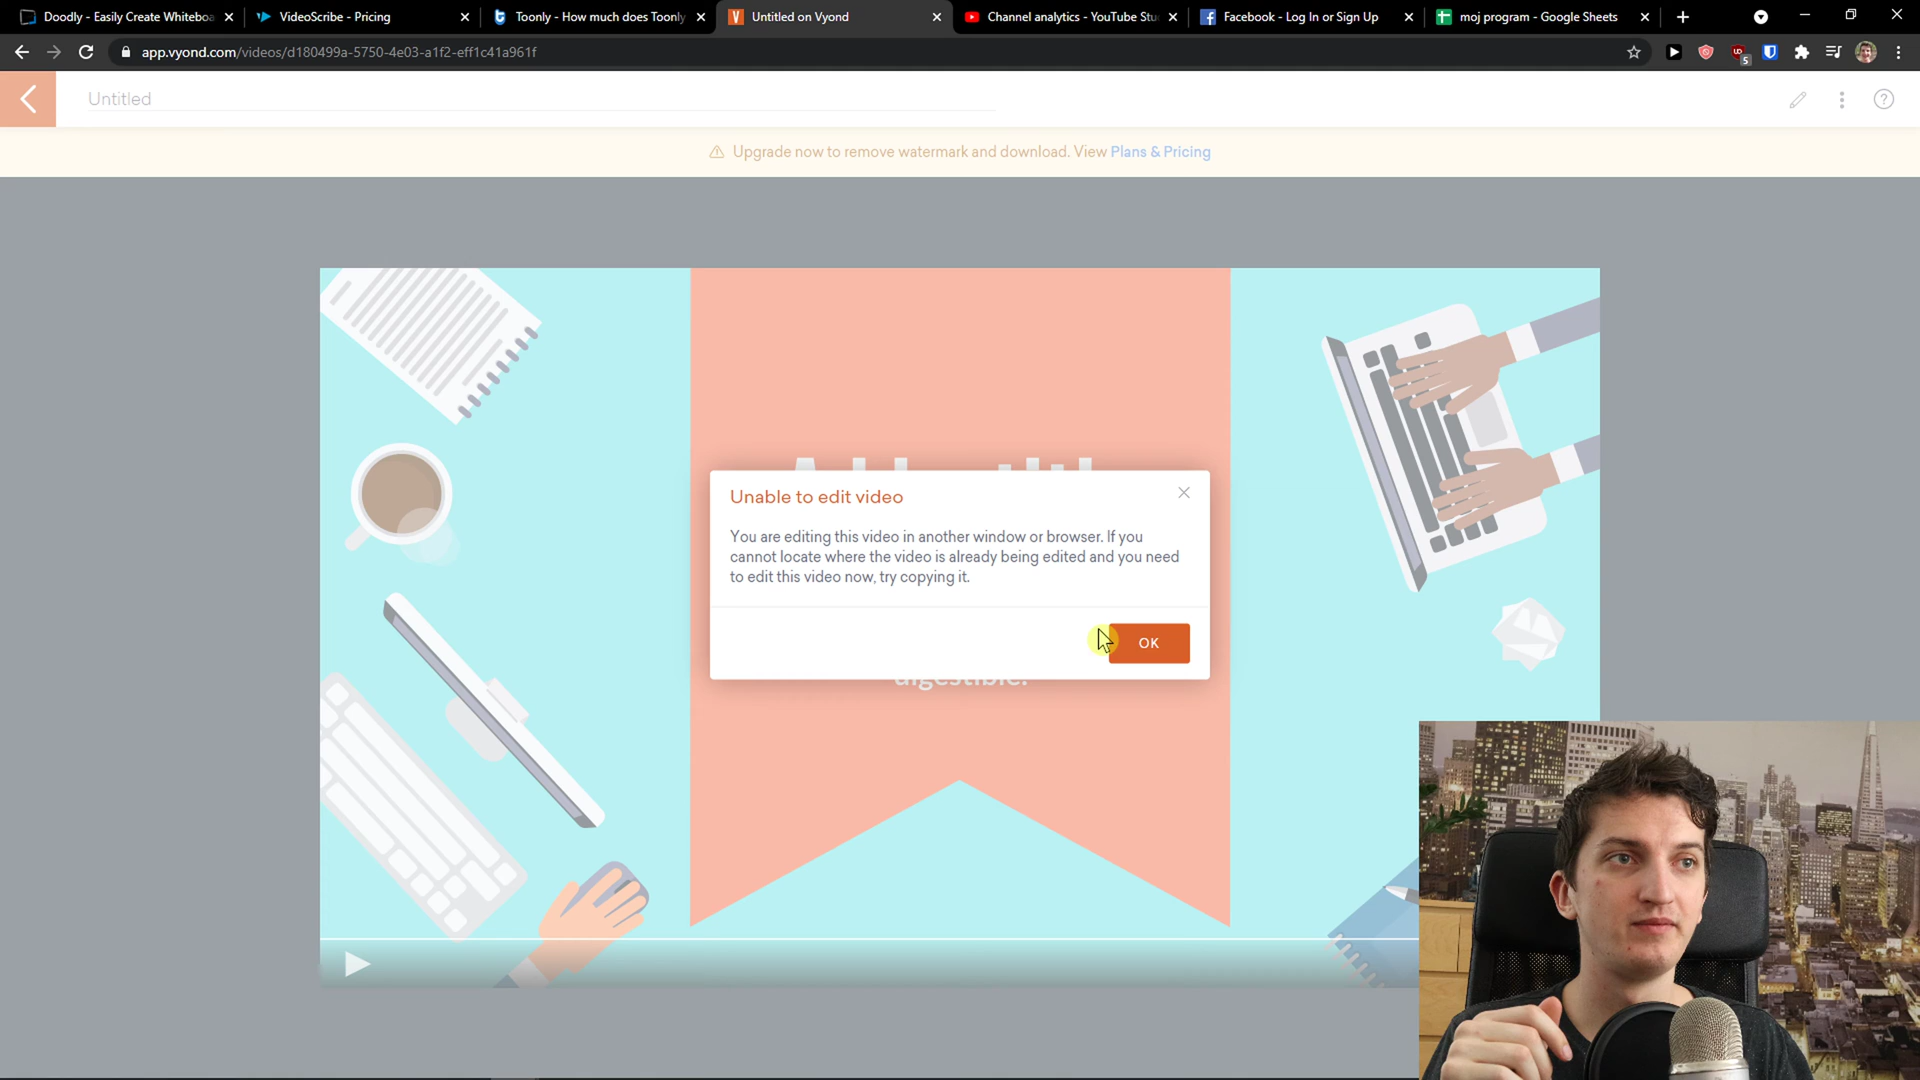 Doodly - Easily Create Whiteboa
VideoScribe - Pricing
Toonly - How much does Toonly
Untitled on Vyond
Channel analytics - YouTube Stu
Facebook - Log In or Sign Up
moj program - Google Sheets
app.vyond.com/videos/d180499a-5750-4e03-a1f2-eff1c41a961f
5
Untitled
Upgrade now to remove watermark and download. View Plans & Pricing
Unable to edit video
You are editing this video in another window or browser. If you
cannot locate where the video is already being edited and you need
to edit this video now, try copying it.
OK
digestible.